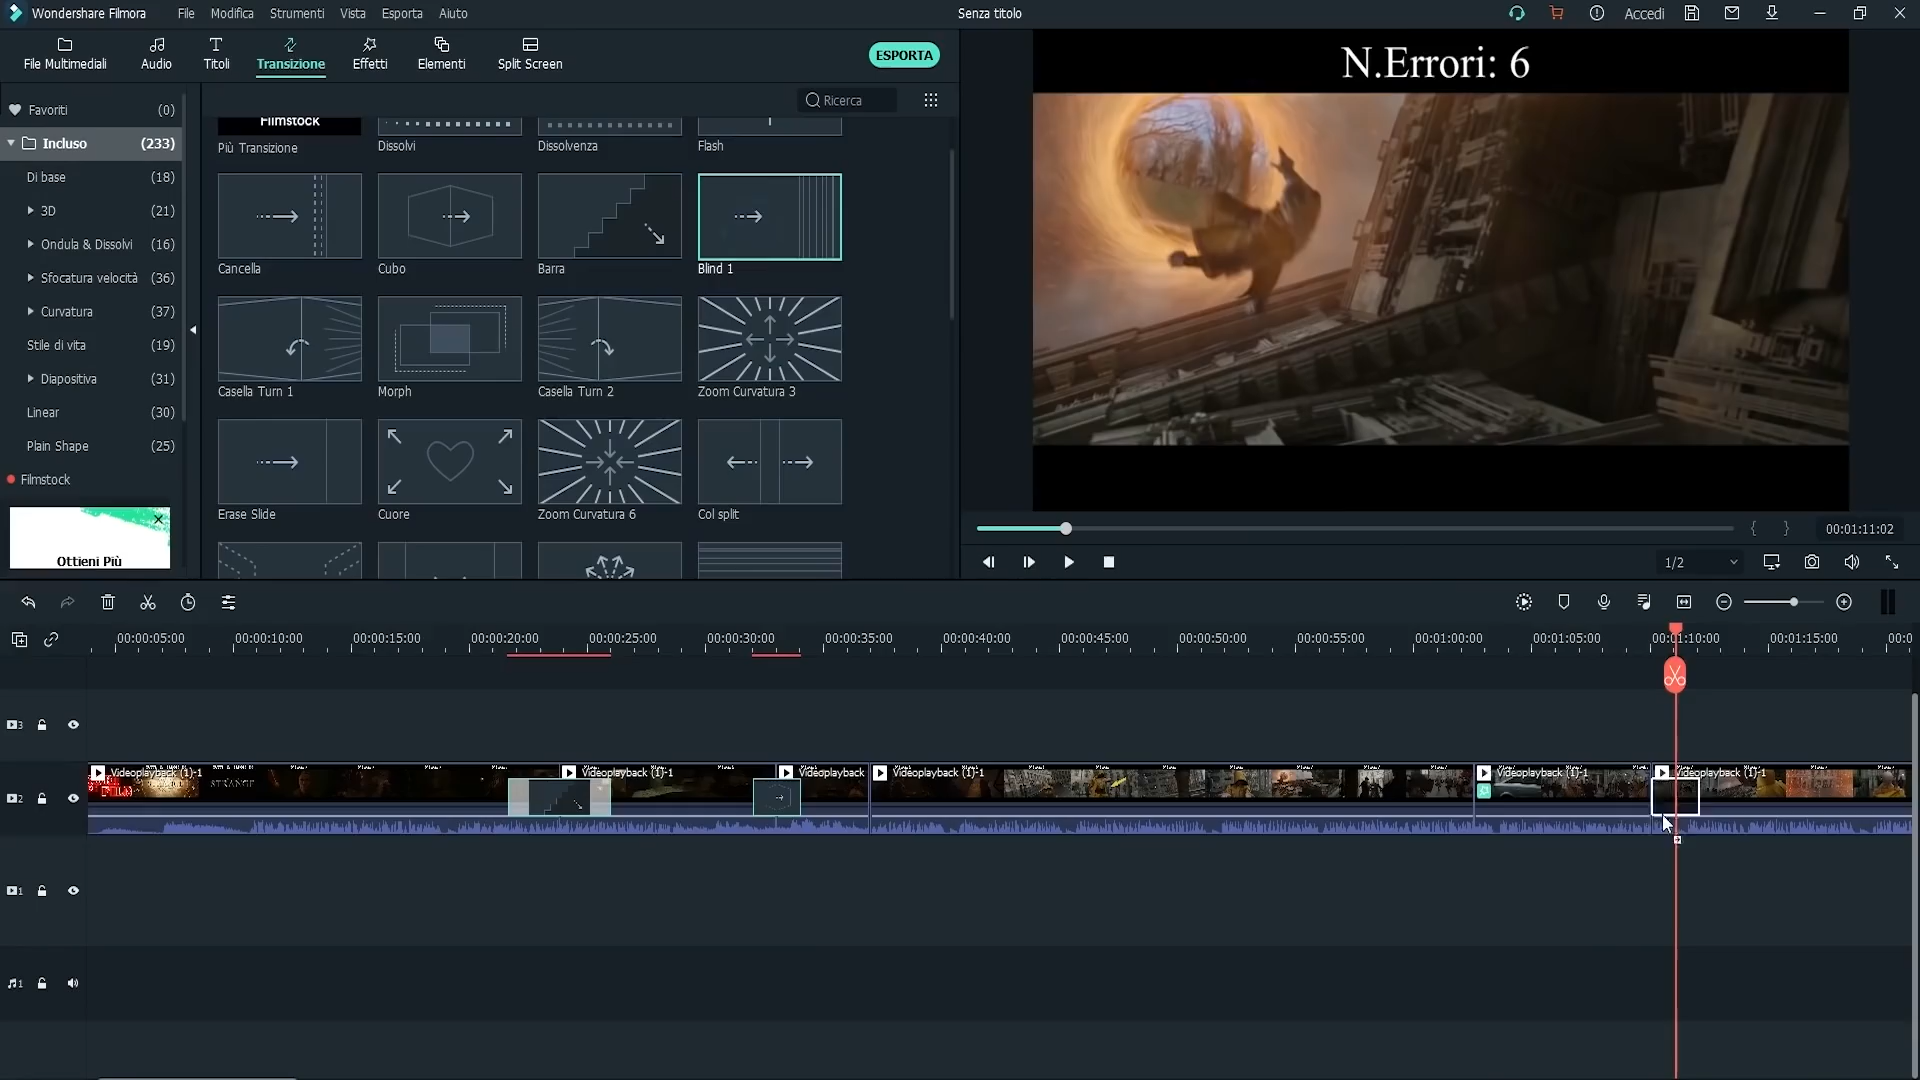 Wondershare Filmora
File Modifica Strumenti Vista Esporta Aiuto
Senza titolo
Accedi
File Multimediali Audio Titoli Transizione Effetti Elementi Split Screen
ESPORTA
Ricerca
Favoriti (0)
Incluso (233)
Di base (18)
3D (21)
Ondula & Dissolvi (16)
Sfocatura velocità (36)
Curvatura (37)
Stile di vita (19)
Diapositiva (31)
Linear (30)
Plain Shape (25)
Filmstock
Ottieni Più
Filmstock
Più Transizione Dissolvi Dissolvenza Flash
Cancella Cubo Barra Blind 1
Casella Turn 1 Morph Casella Turn 2 Zoom Curvatura 3
Erase Slide Cuore Zoom Curvatura 6 Col split
N.Errori: 6
00:01:11:02
1/2
00:00:05:00 00:00:10:00 00:00:15:00 00:00:20:00 00:00:25:00 00:00:30:00 00:00:35:00 00:00:40:00 00:00:45:00 00:00:50:00 00:00:55:00 00:01:00:00 00:01:05:00 00:01:10:00 00:01:15:00 00:0
3
2
Videoplayback (1)-1 Videoplayback (1)-1 Videoplayback Videoplayback (1)-1 Videoplayback (1)-1 Videoplayback (1)-1
STRANGE
1
1